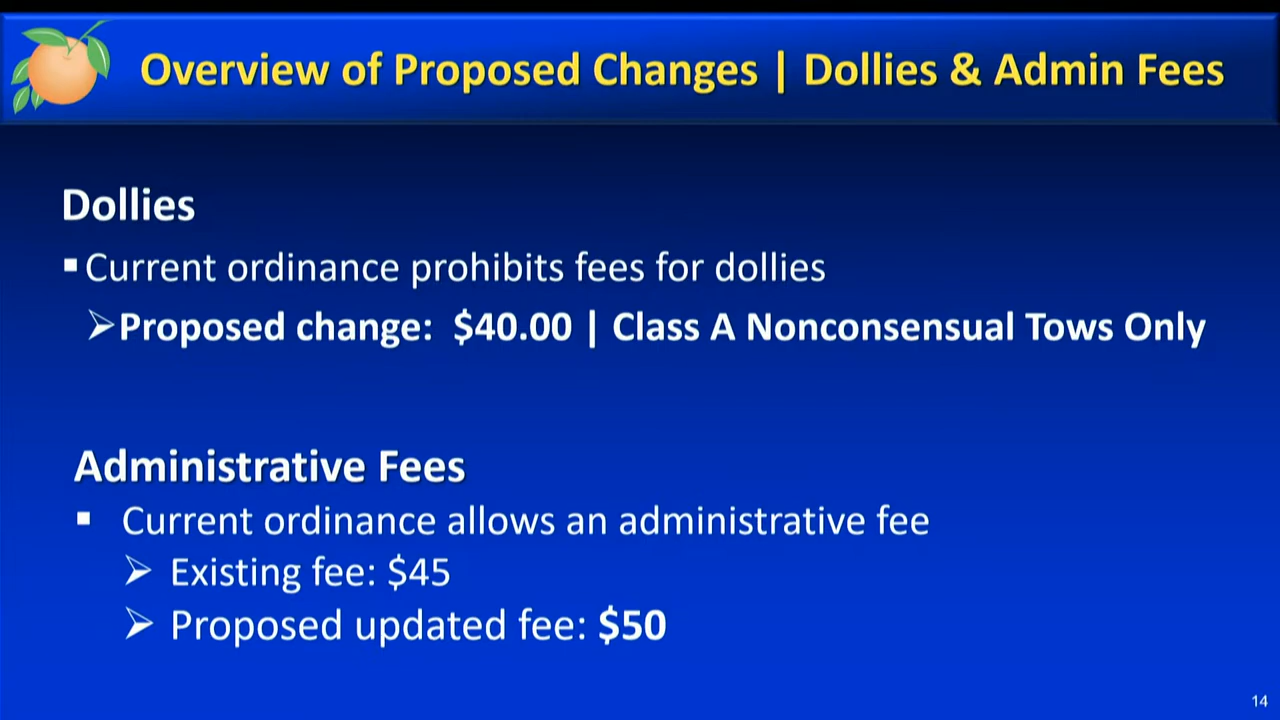 Overview of Proposed Changes | Dollies & Admin Fees
Dollies
▪Current ordinance prohibits fees for dollies
➢Proposed change:  $40.00 | Class A Nonconsensual Tows Only
Administrative Fees
▪ Current ordinance allows an administrative fee
➢ Existing fee: $45
➢ Proposed updated fee: $50
14